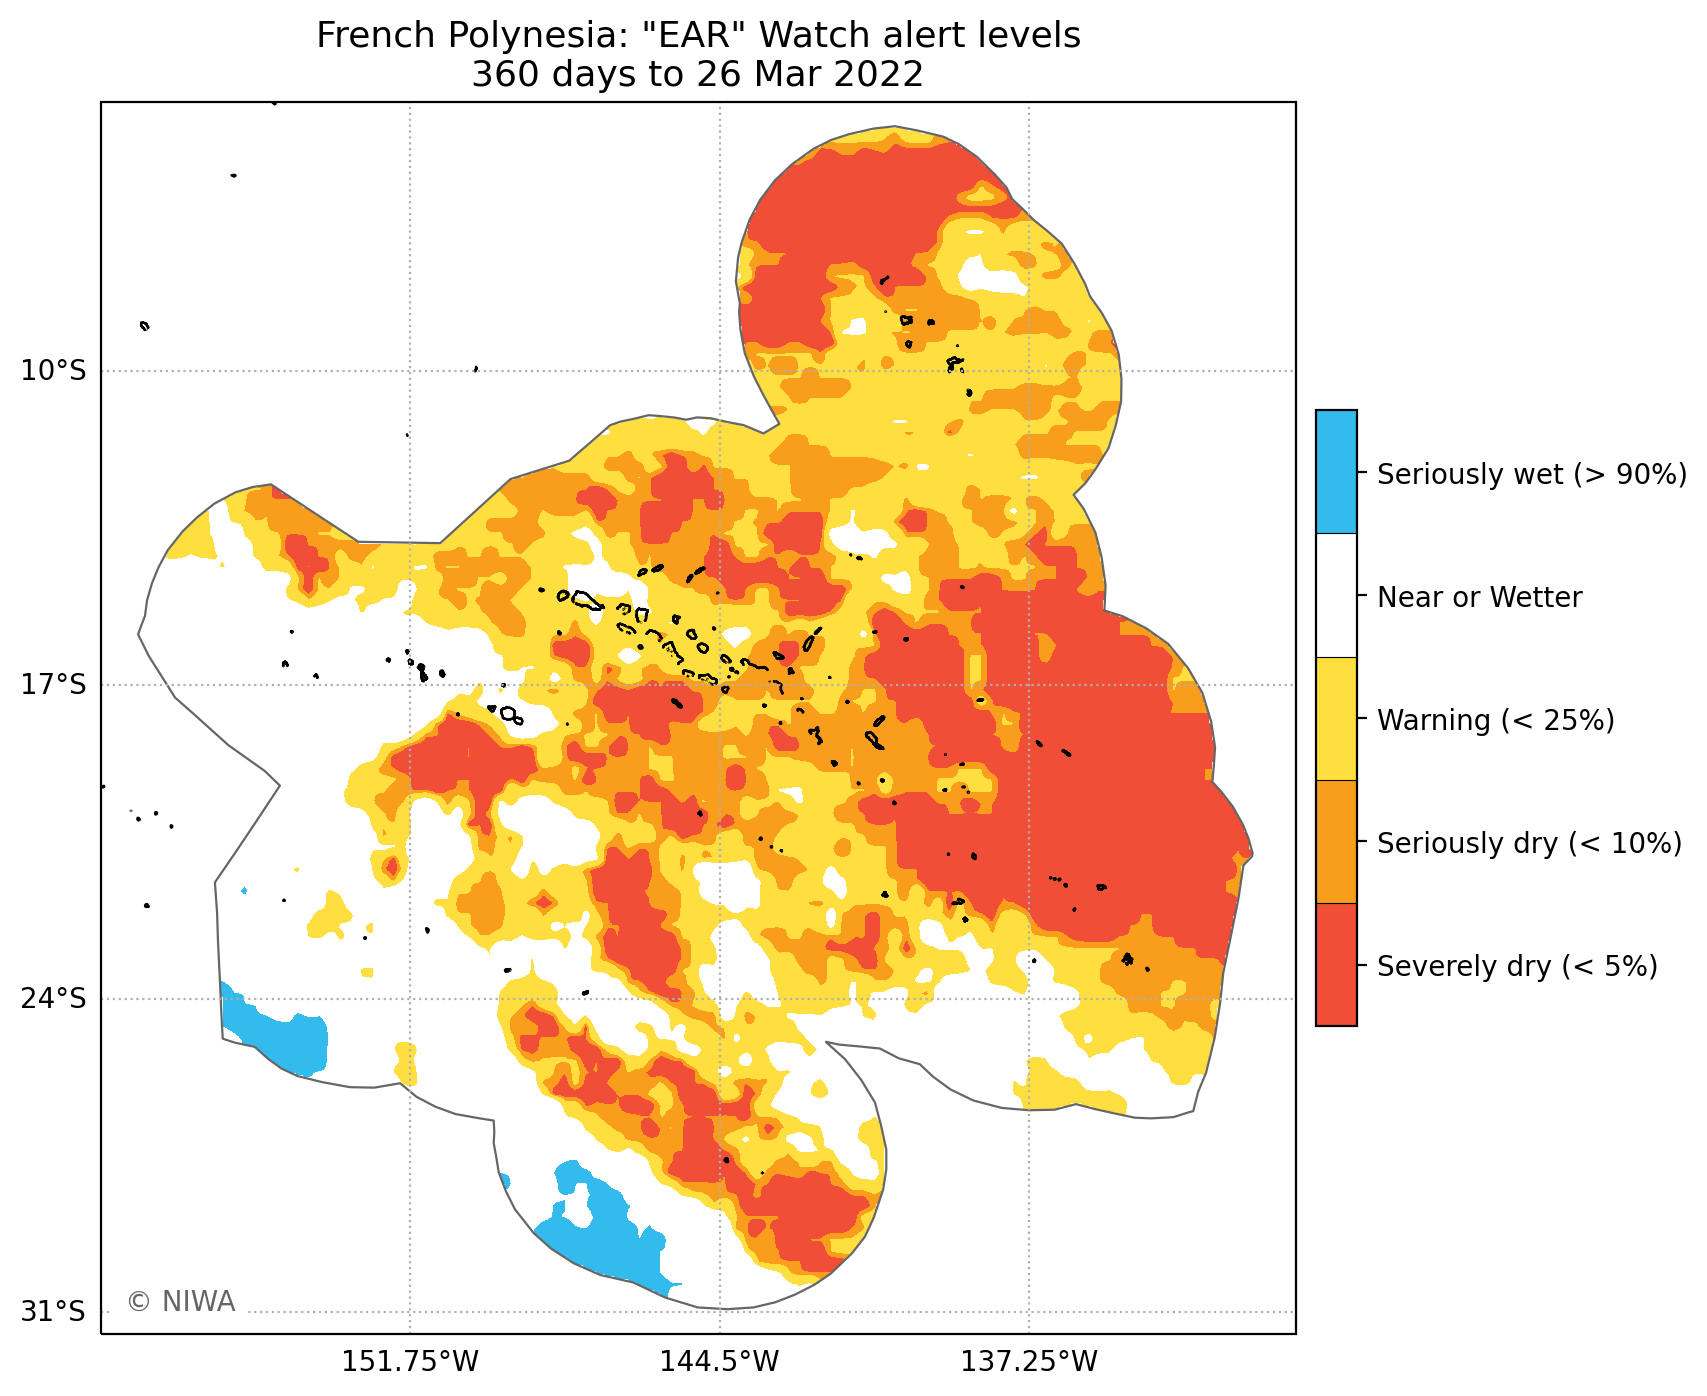 French Polynesia: "EAR" Watch alert levels
360 days to 26 Mar 2022
10°S
17°S
24°S
31°S
151.75°W
144.5°W
137.25°W
© NIWA
Seriously wet (> 90%)
Near or Wetter
Warning (< 25%)
Seriously dry (< 10%)
Severely dry (< 5%)